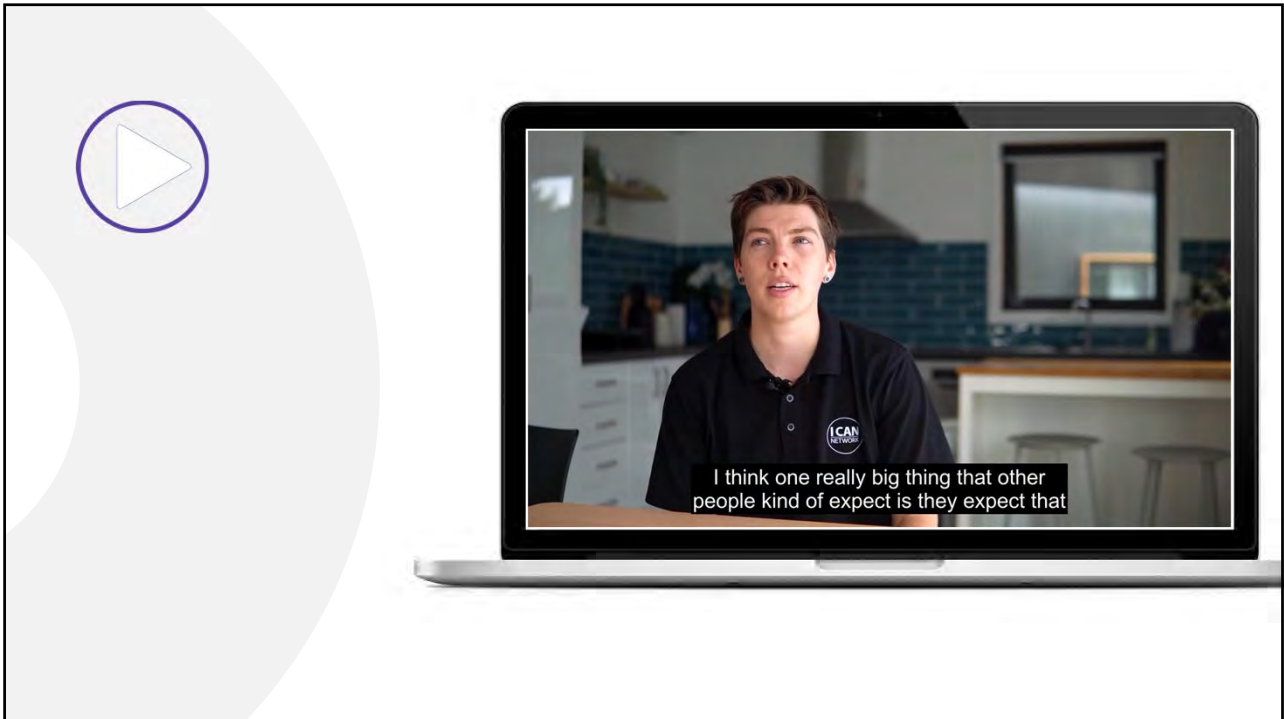 I CAN
NETWORK
I think one really big thing that other
people kind of expect is they expect that